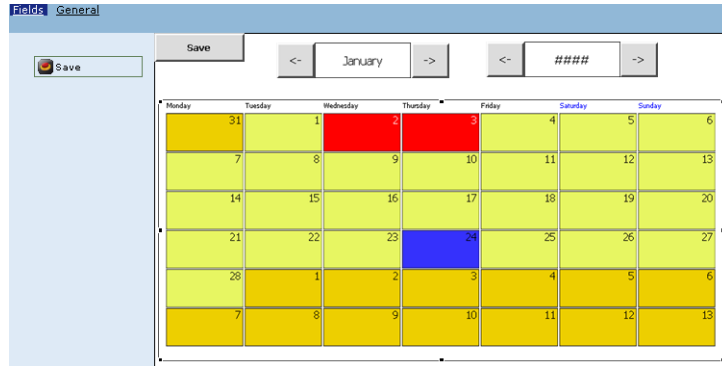 Fields General
Save
Save
<- January ->
<- #### ->
Monday Tuesday Wednesday Thursday Friday Saturday Sunday
31 1 2 3 4 5 6
7 8 9 10 11 12 13
14 15 16 17 18 19 20
21 22 23 24 25 26 27
28 1 2 3 4 5 6
7 8 9 10 11 12 13